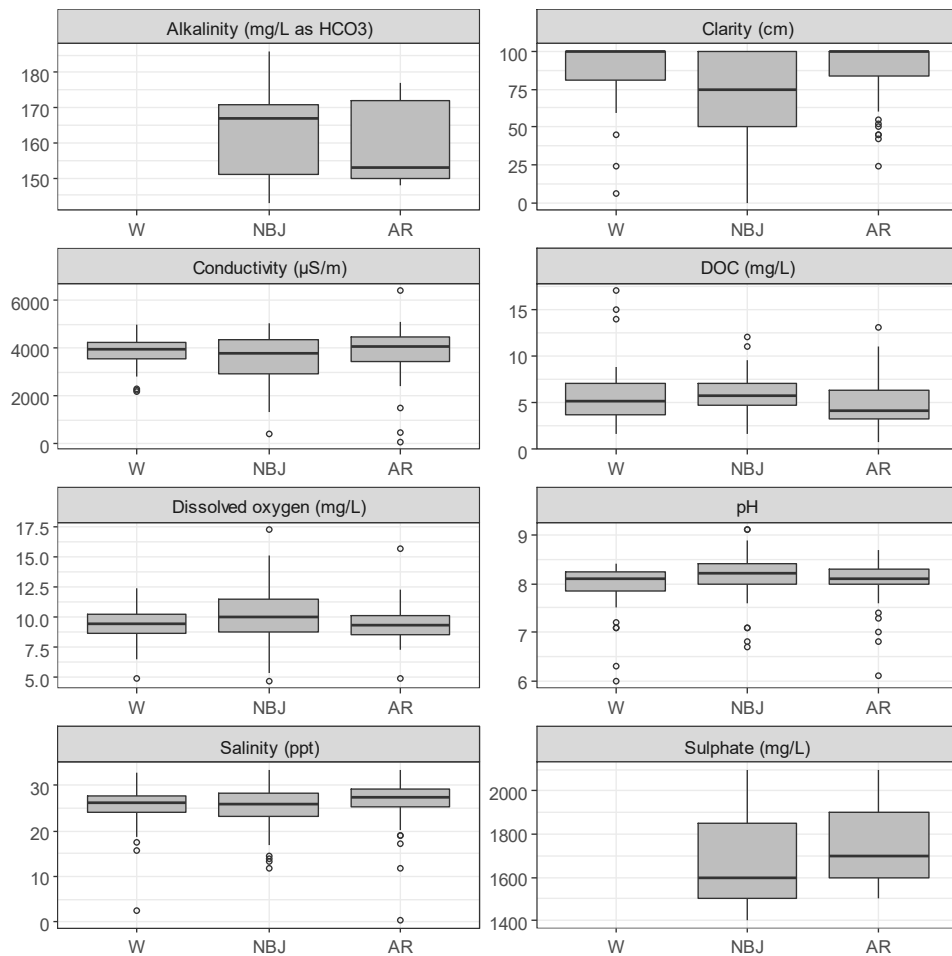 Alkalinity (mg/L as HCO3)
180
170
160
150
W NBJ AR
Clarity (cm)
100
75
50
25
0
W NBJ AR
Conductivity (µS/m)
6000
4000
2000
0
W NBJ AR
DOC (mg/L)
15
10
5
0
W NBJ AR
Dissolved oxygen (mg/L)
17.5
15.0
12.5
10.0
7.5
5.0
W NBJ AR
pH
9
8
7
6
W NBJ AR
Salinity (ppt)
30
20
10
0
W NBJ AR
Sulphate (mg/L)
2000
1800
1600
1400
W NBJ AR